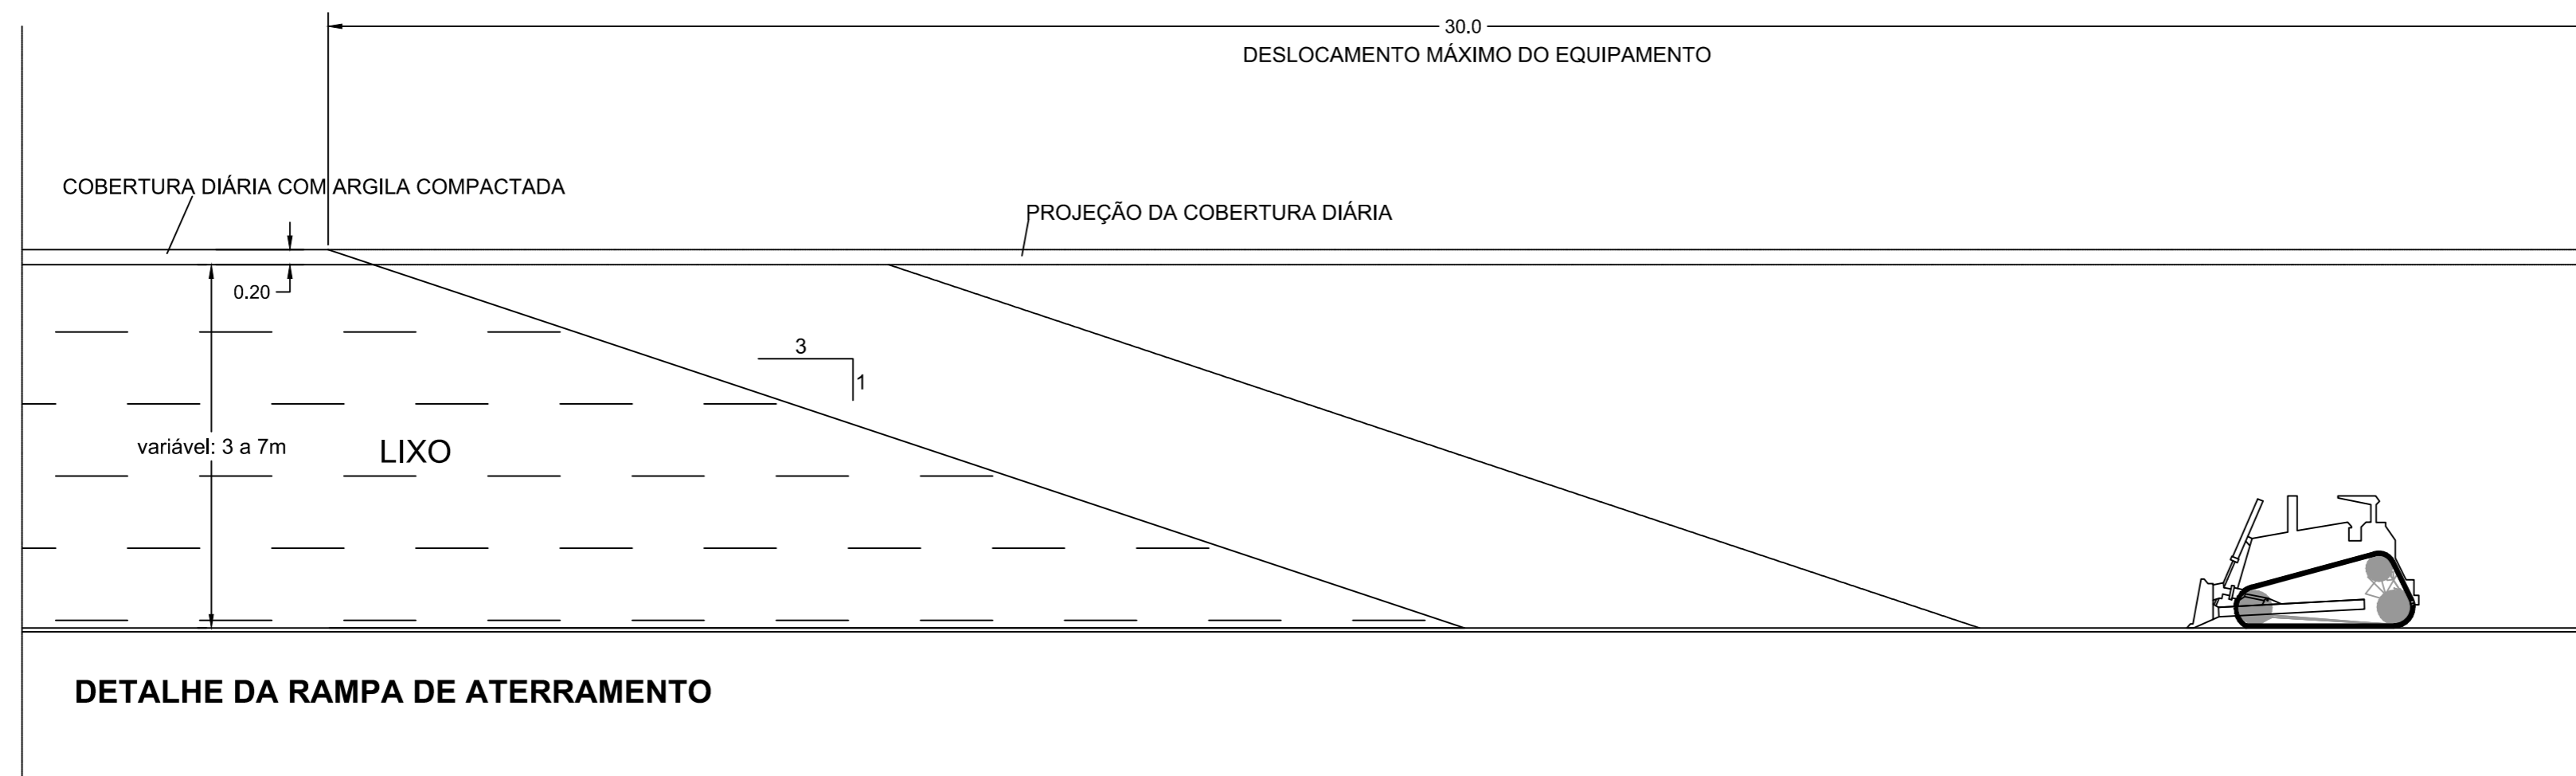 30.0
DESLOCAMENTO MÁXIMO DO EQUIPAMENTO
COBERTURA DIÁRIA COM ARGILA COMPACTADA
PROJEÇÃO DA COBERTURA DIÁRIA
0.20
3
1
variável: 3 a 7m
LIXO
DETALHE DA RAMPA DE ATERRAMENTO